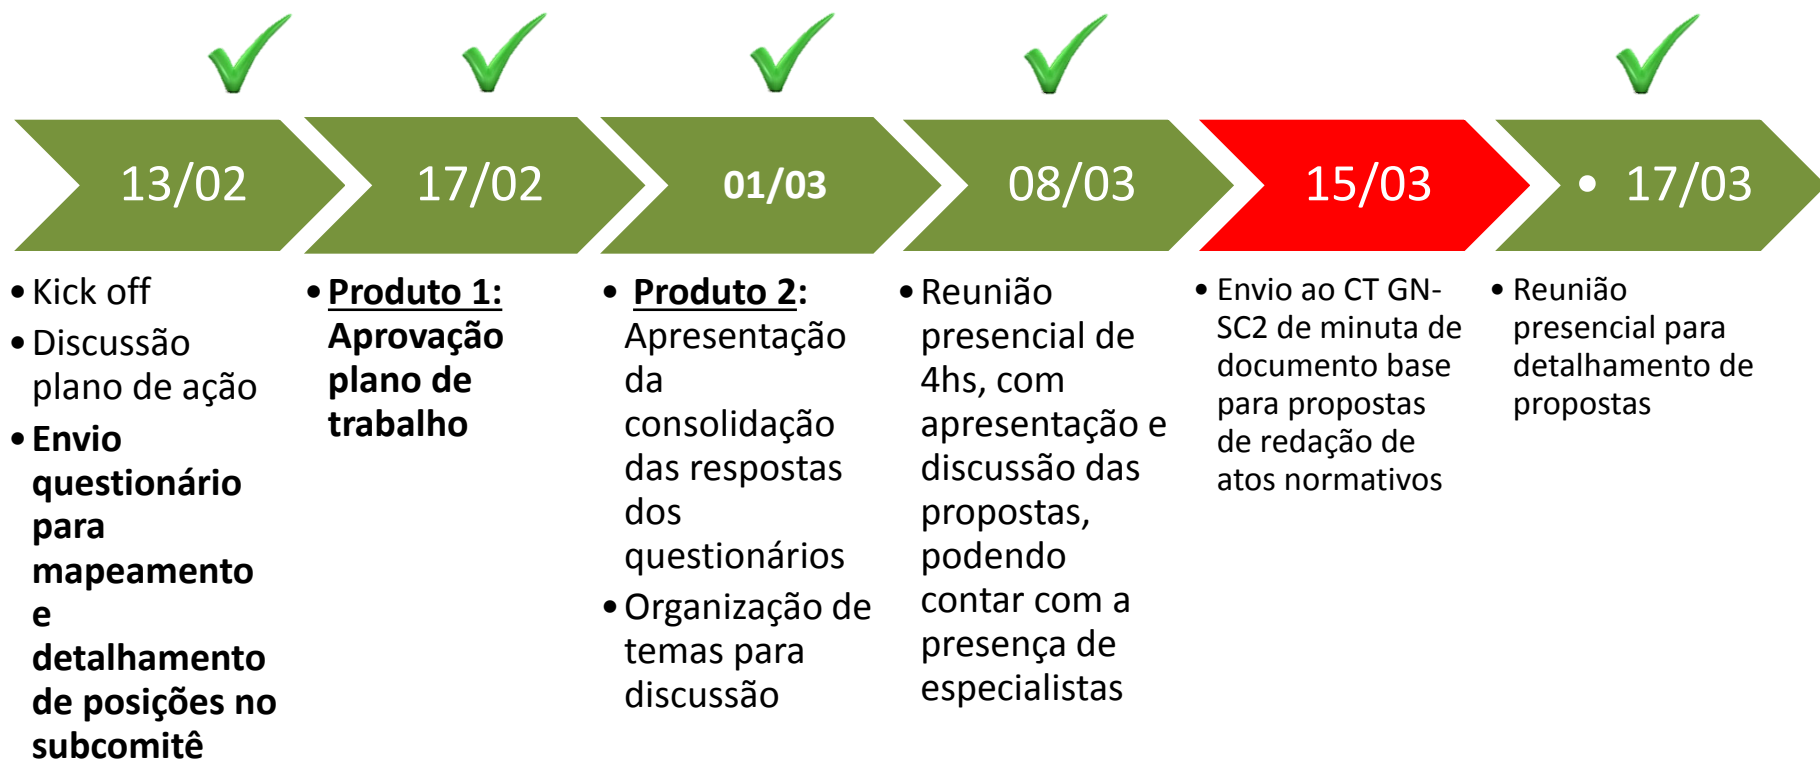 13/02
17/02
01/03
08/03
15/03
• 17/03
• Kick off
• Discussão
plano de ação
• Envio
questionário
para
mapeamento
e
detalhamento
de posições no
subcomitê
• Produto 1:
Aprovação
plano de
trabalho
• Produto 2:
Apresentação
da
consolidação
das respostas
dos
questionários
• Organização de
temas para
discussão
• Reunião
presencial de
4hs, com
apresentação e
discussão das
propostas,
podendo
contar com a
presença de
especialistas
• Envio ao CT GN-
SC2 de minuta de
documento base
para propostas
de redação de
atos normativos
• Reunião
presencial para
detalhamento de
propostas